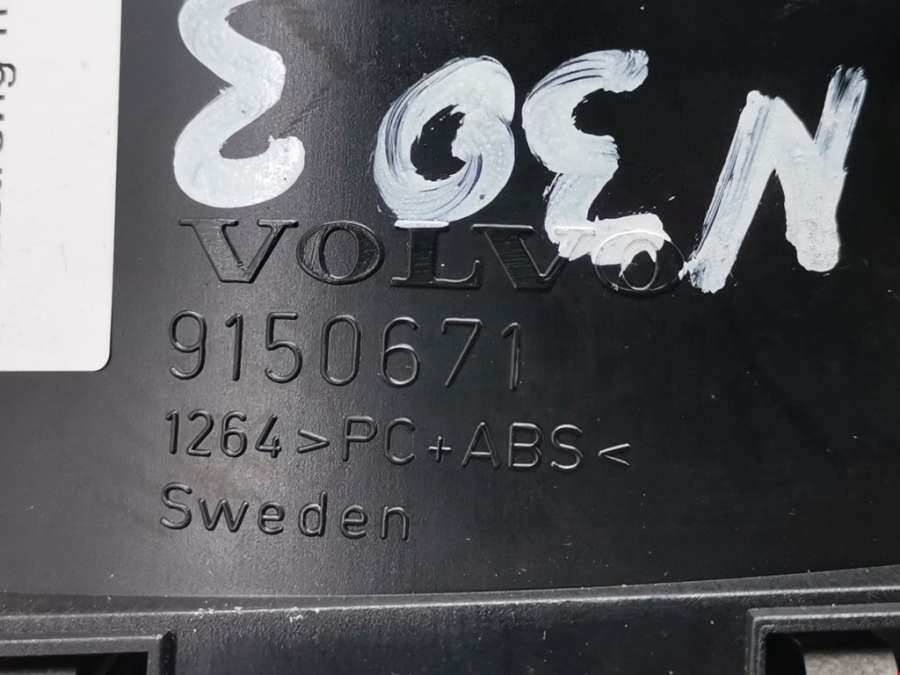 VOLVO
9150671
1264 >PC+ABS<
Sweden